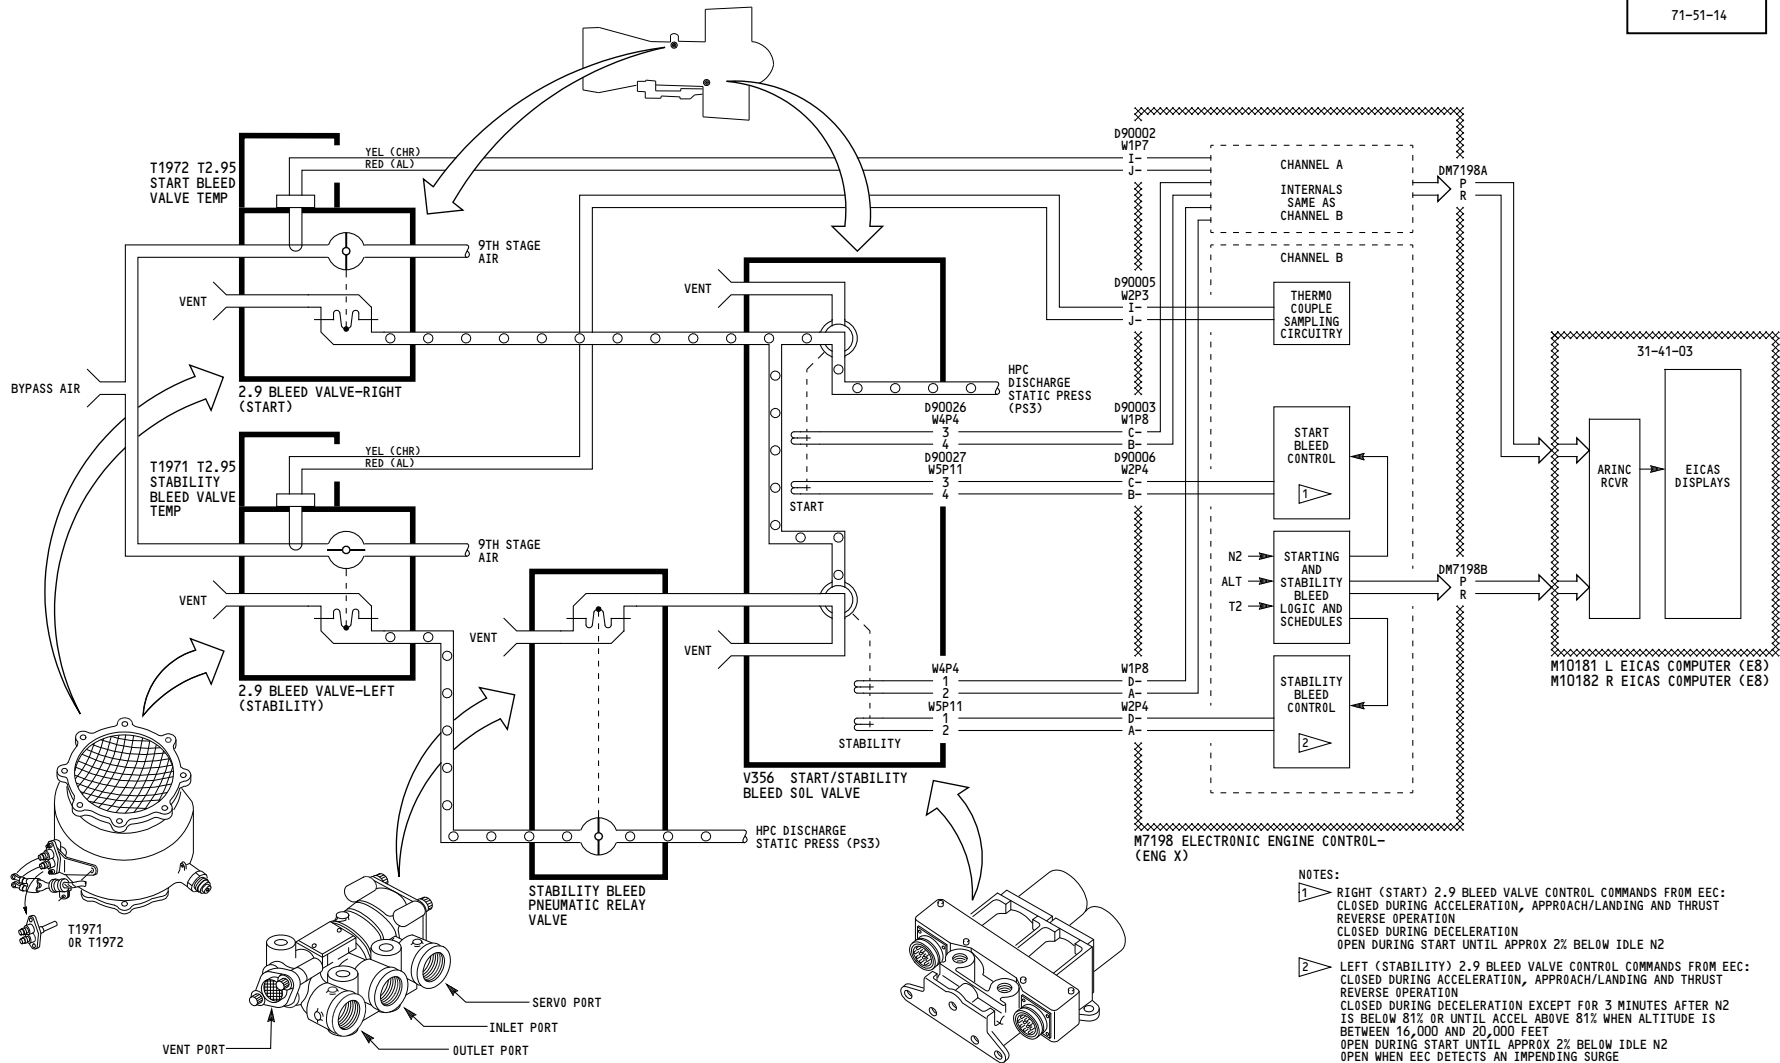 71-51-14
T1972 T2.95
START BLEED
VALVE TEMP
YEL (CHR)
RED (AL)
9TH STAGE
AIR
VENT
2.9 BLEED VALVE-RIGHT
(START)
BYPASS AIR
T1971 T2.95
STABILITY
BLEED VALVE
TEMP
YEL (CHR)
RED (AL)
9TH STAGE
AIR
VENT
2.9 BLEED VALVE-LEFT
(STABILITY)
T1971
OR T1972
VENT
HPC DISCHARGE
STATIC PRESS (PS3)
STABILITY BLEED
PNEUMATIC RELAY
VALVE
SERVO PORT
INLET PORT
OUTLET PORT
VENT PORT
VENT
HPC
DISCHARGE
STATIC PRESS
(PS3)
D90026
W4P4
3
4
D90027
W5P11
3
4
START
VENT
W4P4
1
2
W5P11
1
2
STABILITY
V356 START/STABILITY
BLEED SOL VALVE
D90002
W1P7
I-
J-
D90005
W2P3
I-
J-
D90003
W1P8
C-
B-
D90006
W2P4
C-
B-
W1P8
D-
A-
W2P4
D-
A-
CHANNEL A
INTERNALS
SAME AS
CHANNEL B
CHANNEL B
THERMO
COUPLE
SAMPLING
CIRCUITRY
START
BLEED
CONTROL
1
N2
ALT
T2
STARTING
AND
STABILITY
BLEED
LOGIC AND
SCHEDULES
STABILITY
BLEED
CONTROL
2
DM7198A
P
R
DM7198B
P
R
M7198 ELECTRONIC ENGINE CONTROL-
(ENG X)
31-41-03
ARINC
RCVR
EICAS
DISPLAYS
M10181 L EICAS COMPUTER (E8)
M10182 R EICAS COMPUTER (E8)
NOTES:
1 RIGHT (START) 2.9 BLEED VALVE CONTROL COMMANDS FROM EEC:
CLOSED DURING ACCELERATION, APPROACH/LANDING AND THRUST
REVERSE OPERATION
CLOSED DURING DECELERATION
OPEN DURING START UNTIL APPROX 2% BELOW IDLE N2
2 LEFT (STABILITY) 2.9 BLEED VALVE CONTROL COMMANDS FROM EEC:
CLOSED DURING ACCELERATION, APPROACH/LANDING AND THRUST
REVERSE OPERATION
CLOSED DURING DECELERATION EXCEPT FOR 3 MINUTES AFTER N2
IS BELOW 81% OR UNTIL ACCEL ABOVE 81% WHEN ALTITUDE IS
BETWEEN 16,000 AND 20,000 FEET
OPEN DURING START UNTIL APPROX 2% BELOW IDLE N2
OPEN WHEN EEC DETECTS AN IMPENDING SURGE